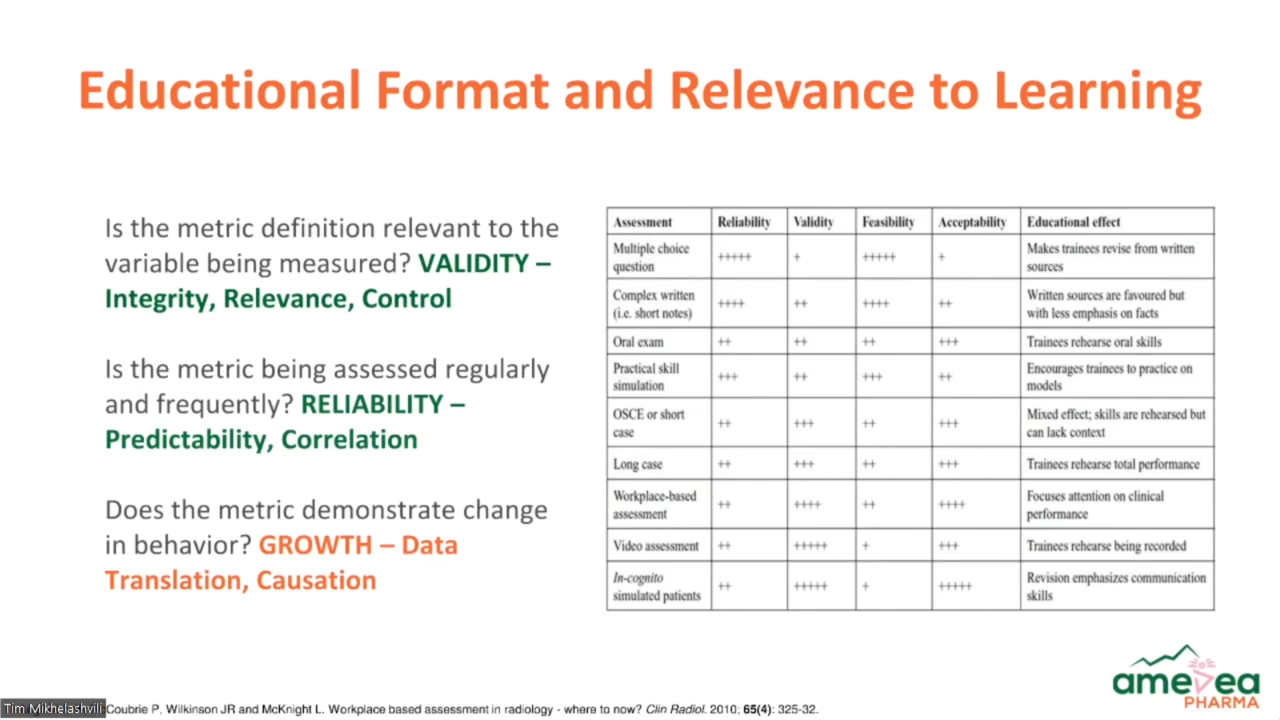 Educational Format and Relevance to Learning
Is the metric definition relevant to the
variable being measured? VALIDITY –
Integrity, Relevance, Control
Is the metric being assessed regularly
and frequently? RELIABILITY –
Predictability, Correlation
Does the metric demonstrate change
in behavior? GROWTH – Data
Translation, Causation
Assessment Reliability Validity Feasibility Acceptability Educational effect
Multiple choice question +++++ + +++++ + Makes trainees revise from written sources
Complex written (i.e. short notes) ++++ ++ ++++ ++ Written sources are favoured but with less emphasis on facts
Oral exam ++ ++ ++ +++ Trainees rehearse oral skills
Practical skill simulation +++ ++ +++ ++ Encourages trainees to practice on models
OSCE or short case ++ +++ ++ +++ Mixed effect; skills are rehearsed but can lack context
Long case ++ +++ ++ +++ Trainees rehearse total performance
Workplace-based assessment ++ ++++ ++ ++++ Focuses attention on clinical performance
Video assessment ++ +++++ + +++ Trainees rehearse being recorded
In-cognito simulated patients ++ +++++ + +++++ Revision emphasizes communication skills
amedea
PHARMA
Tim Mikhelashvili
Coubrie P, Wilkinson JR and McKnight L. Workplace based assessment in radiology - where to now? Clin Radiol. 2010; 65(4): 325-32.